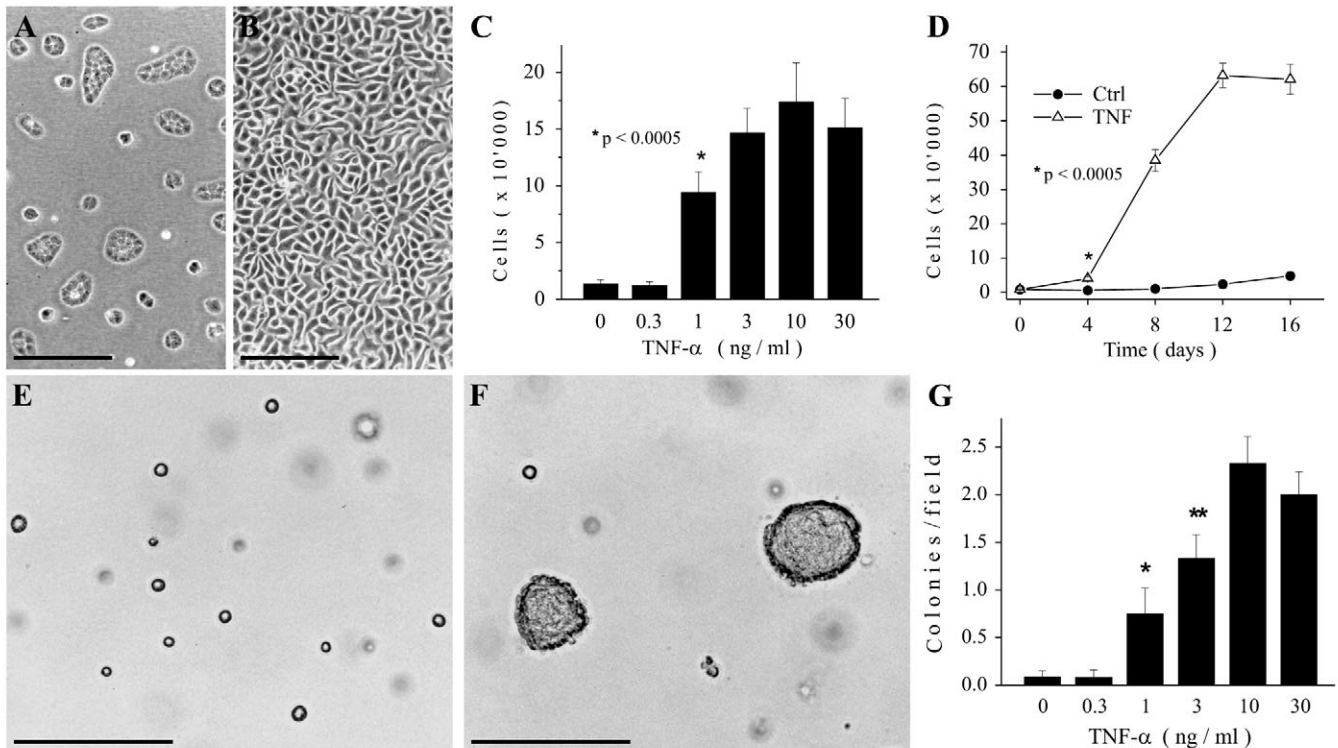 A
B
C
Cells ( x 10'000)
20
15
10
5
0
* p < 0.0005
*
0 0.3 1 3 10 30
TNF-α ( ng / ml )
D
Cells ( x 10'000)
70
60
50
40
30
20
10
0
Ctrl
TNF
* p < 0.0005
*
0 4 8 12 16
Time ( days )
E
F
G
Colonies/field
2.5
2.0
1.5
1.0
0.5
0.0
*
**
0 0.3 1 3 10 30
TNF-α ( ng / ml )